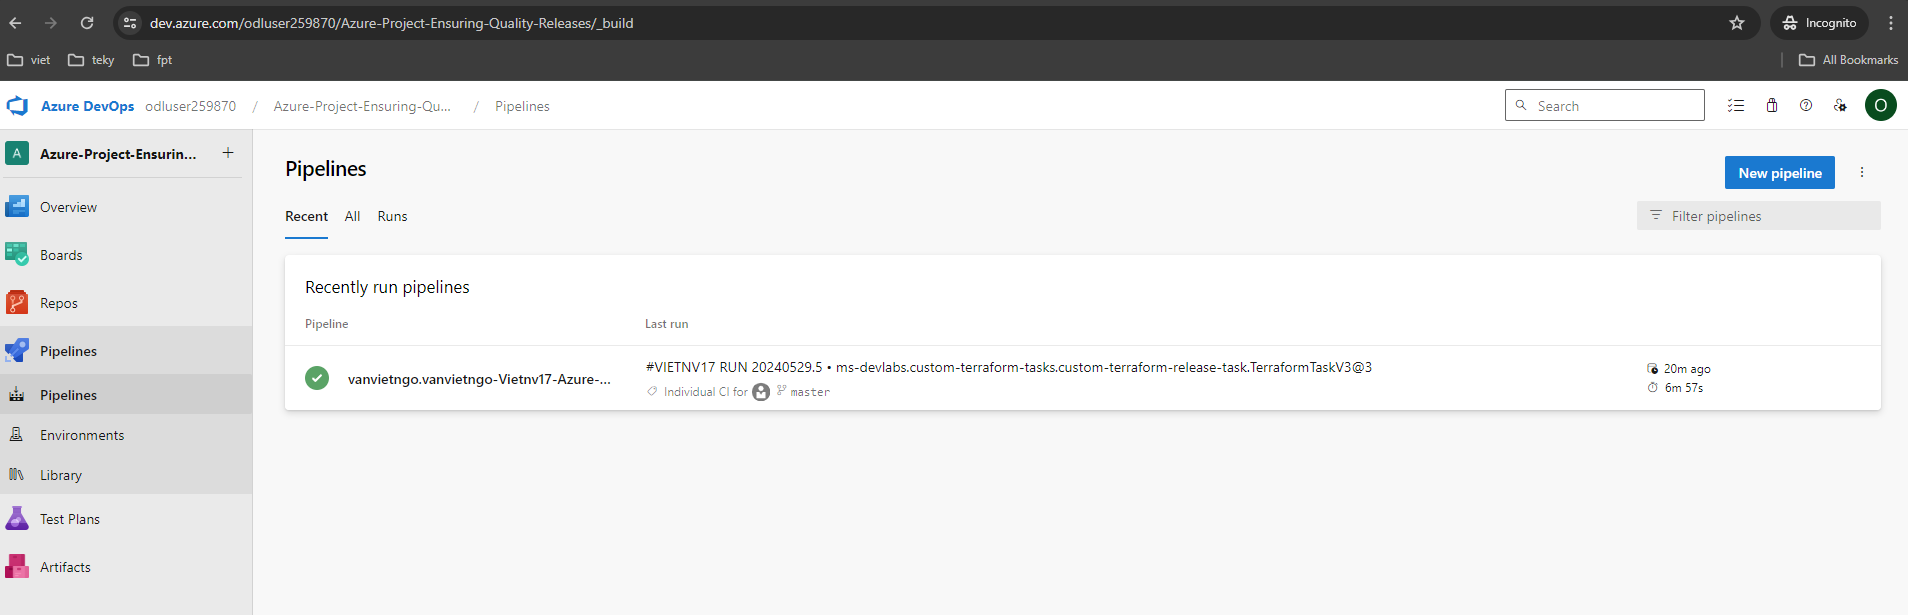 dev.azure.com/odluser259870/Azure-Project-Ensuring-Quality-Releases/_build
Incognito
viet
teky
fpt
All Bookmarks
Azure DevOps odluser259870 / Azure-Project-Ensuring-Qu... / Pipelines
Search
O
A Azure-Project-Ensurin... +
Overview
Boards
Repos
Pipelines
Pipelines
Environments
Library
Test Plans
Artifacts
Pipelines
New pipeline
Recent All Runs
Filter pipelines
Recently run pipelines
Pipeline Last run
vanvietngo.vanvietngo-Vietnv17-Azure-...
#VIETNV17 RUN 20240529.5 • ms-devlabs.custom-terraform-tasks.custom-terraform-release-task.TerraformTaskV3@3
Individual CI for master
20m ago
6m 57s